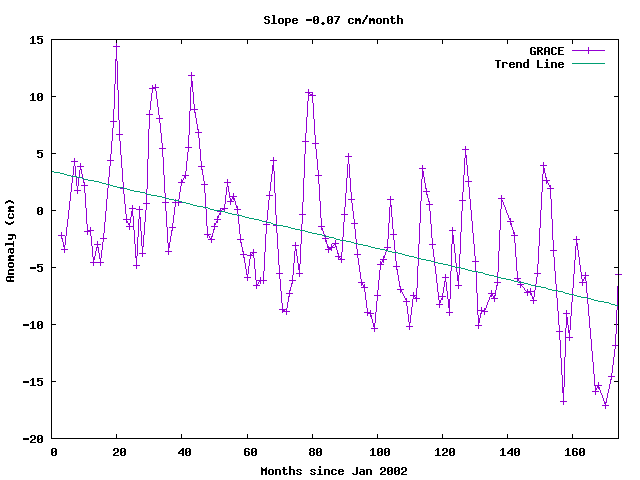 Slope -0.07 cm/month
GRACE
Trend Line
15
10
5
0
-5
-10
-15
-20
Anomaly (cm)
0 20 40 60 80 100 120 140 160
Months since Jan 2002